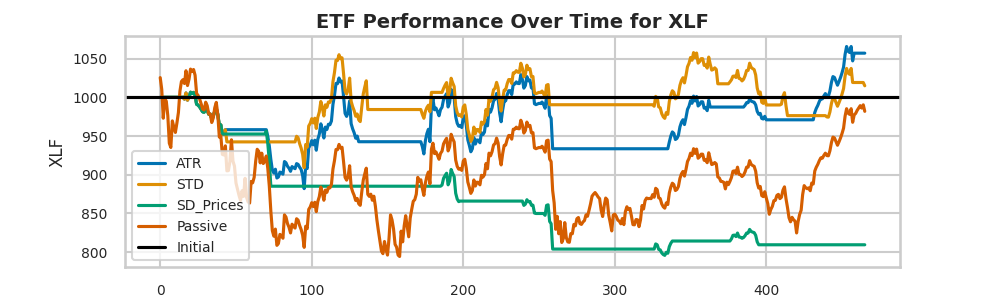 ETF Performance Over Time for XLF
1050
1000
950
900
850
800
XLF
ATR
STD
SD_Prices
Passive
Initial
0
100
200
300
400